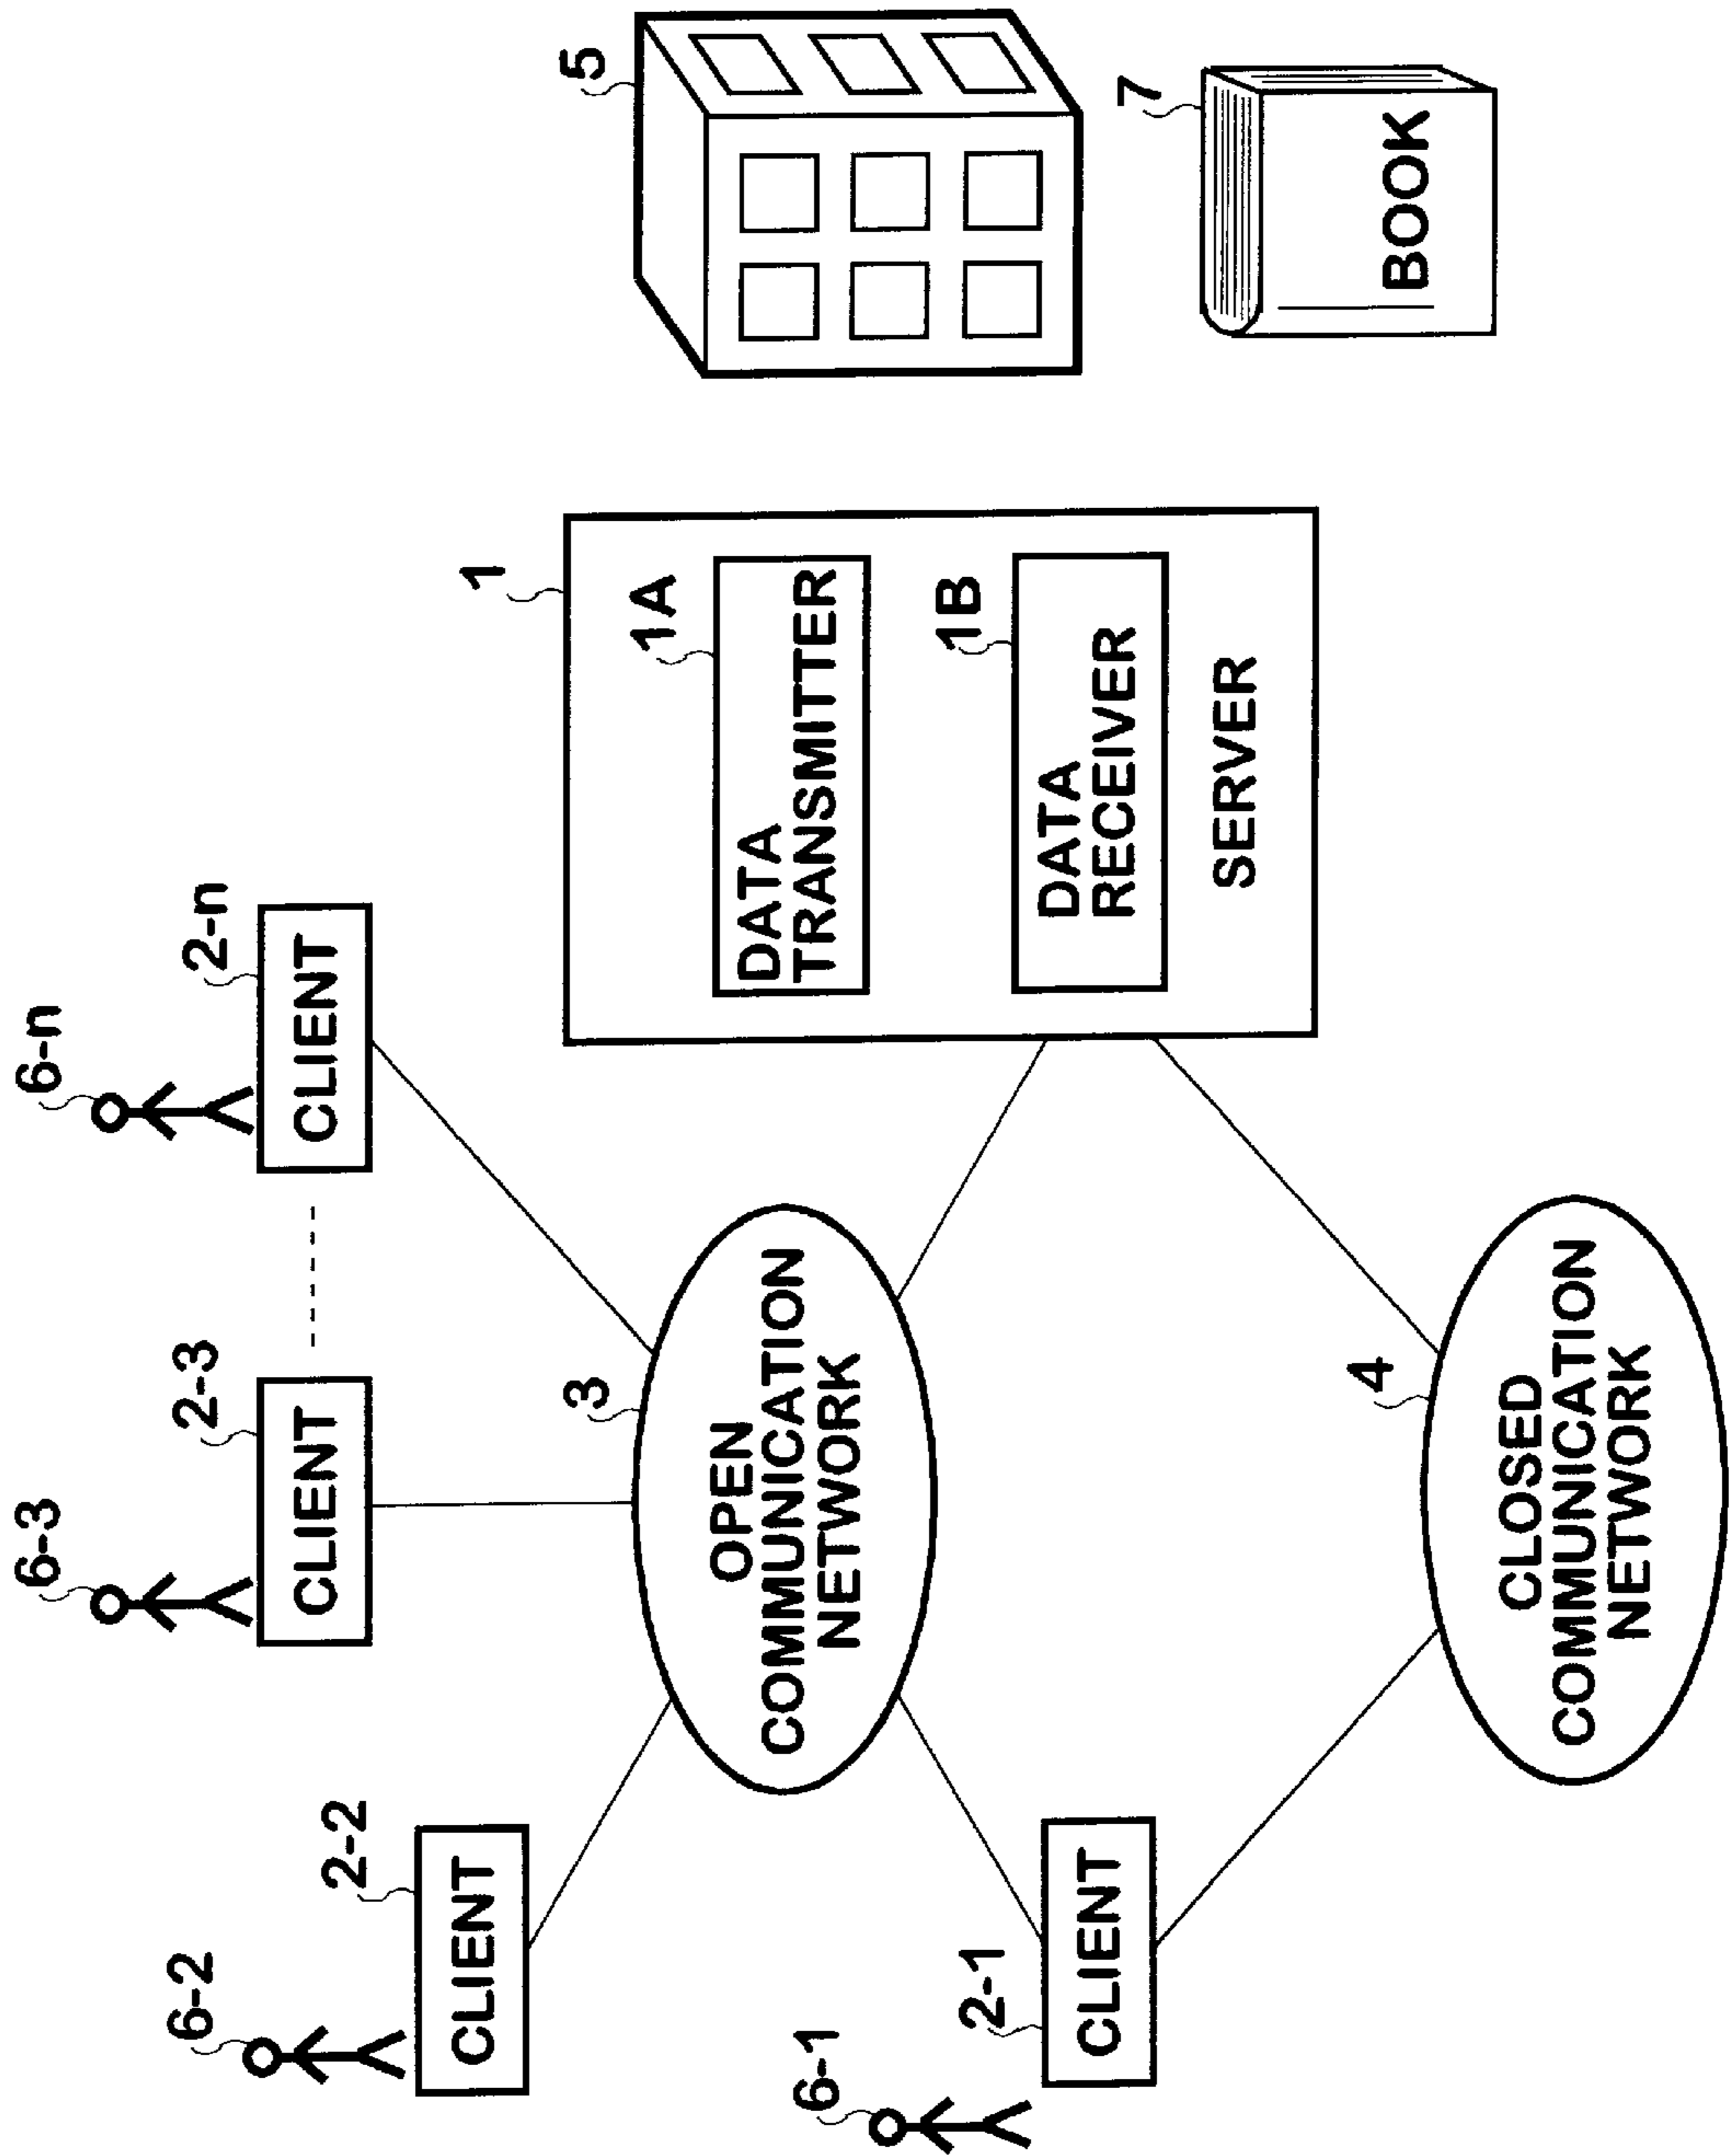 6-n
2-n
CLIENT
6-3
2-3
CLIENT
6-2
2-2
CLIENT
6-1
2-1
CLIENT
3
OPEN
COMMUNICATION
NETWORK
4
CLOSED
COMMUNICATION
NETWORK
1
1A
DATA
TRANSMITTER
1B
DATA
RECEIVER
SERVER
5
7
BOOK